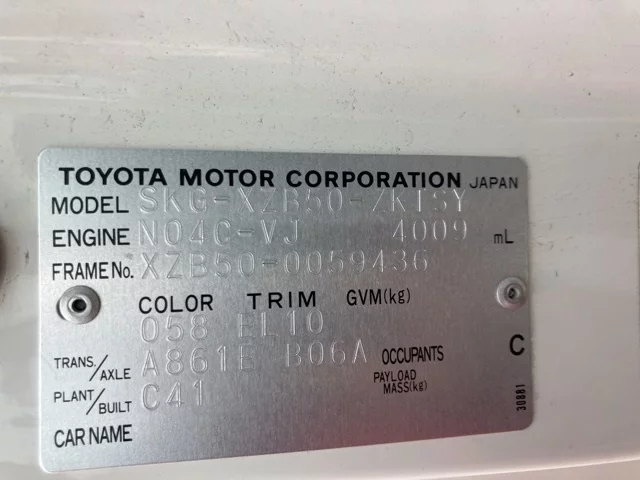 TOYOTA MOTOR CORPORATION JAPAN
MODEL SKG-XZB50-ZKTSY
ENGINE N04C-VJ 4009 mL
FRAME No. XZB50-0059436
COLOR TRIM GVM(kg)
058 EL10
TRANS./AXLE A861E B06A OCCUPANTS C
PAYLOAD MASS(kg)
PLANT/BUILT C41
30881
CAR NAME